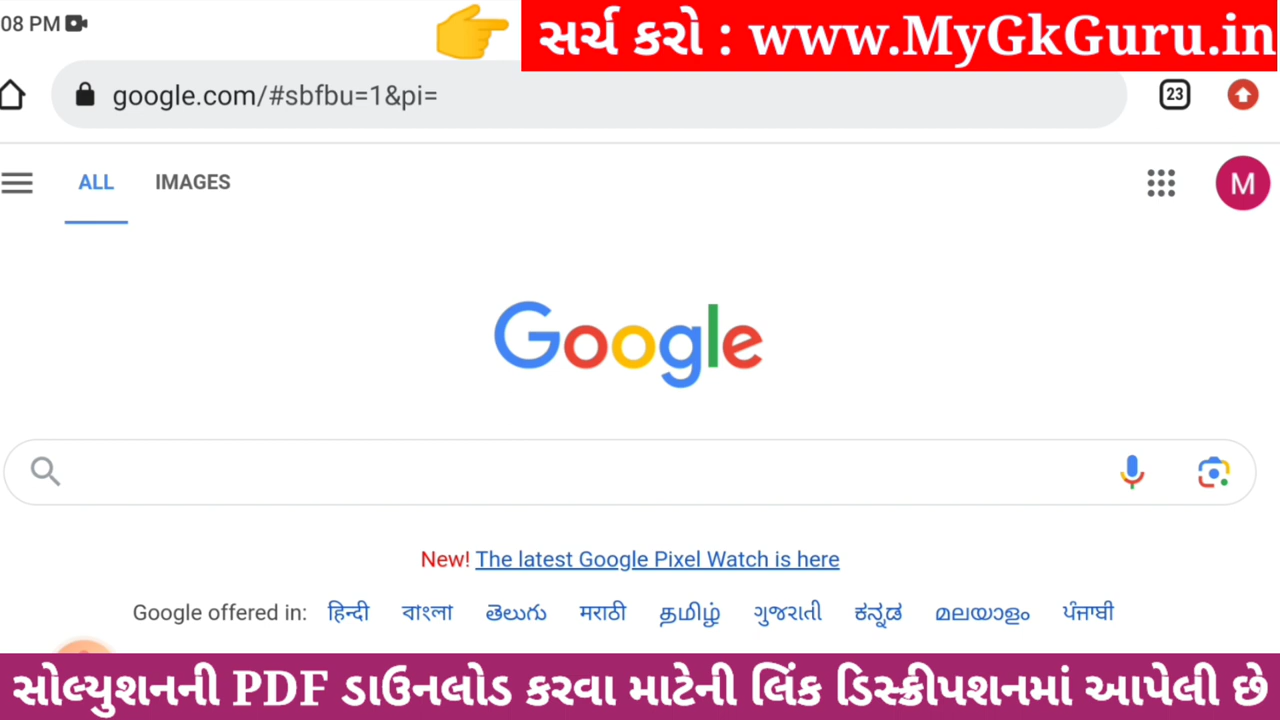 08 PM
👉 સર્ચ કરો : www.MyGkGuru.in
google.com/#sbfbu=1&pi=
23
ALL IMAGES
M
Google
New! The latest Google Pixel Watch is here
Google offered in: हिन्दी বাংলা తెలుగు मराठी தமிழ் ગુજરાતી ಕನ್ನಡ മലയാളം ਪੰਜਾਬੀ
સોલ્યુશનની PDF ડાઉનલોડ કરવા માટેની લિંક ડિસ્ક્રીપશનમાં આપેલી છે